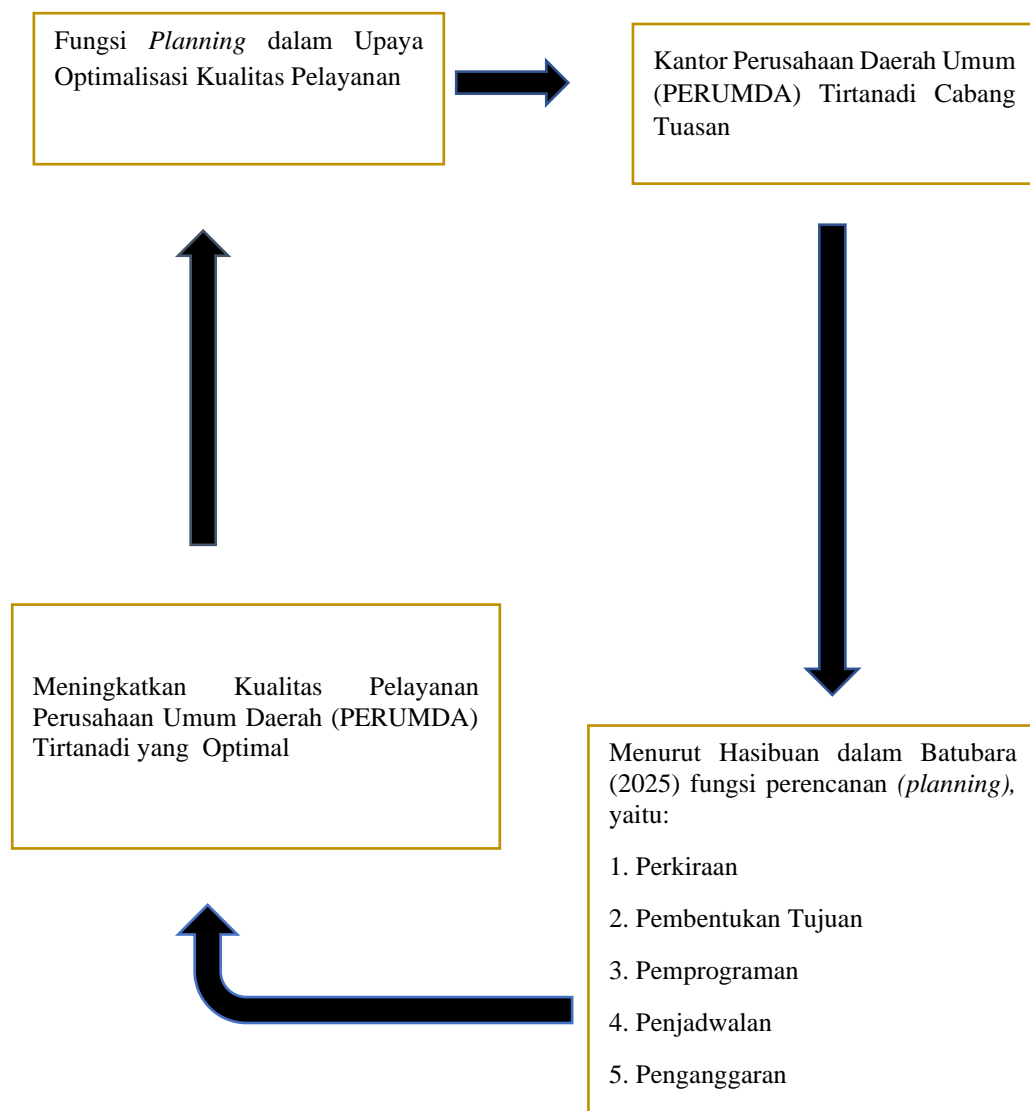 Fungsi Planning dalam Upaya
Optimalisasi Kualitas Pelayanan
Kantor Perusahaan Daerah Umum
(PERUMDA) Tirtanadi Cabang
Tuasan
Menurut Hasibuan dalam Batubara
(2025) fungsi perencanan (planning),
yaitu:
1. Perkiraan
2. Pembentukan Tujuan
3. Pemprograman
4. Penjadwalan
5. Penganggaran
Meningkatkan Kualitas Pelayanan
Perusahaan Umum Daerah (PERUMDA)
Tirtanadi yang Optimal